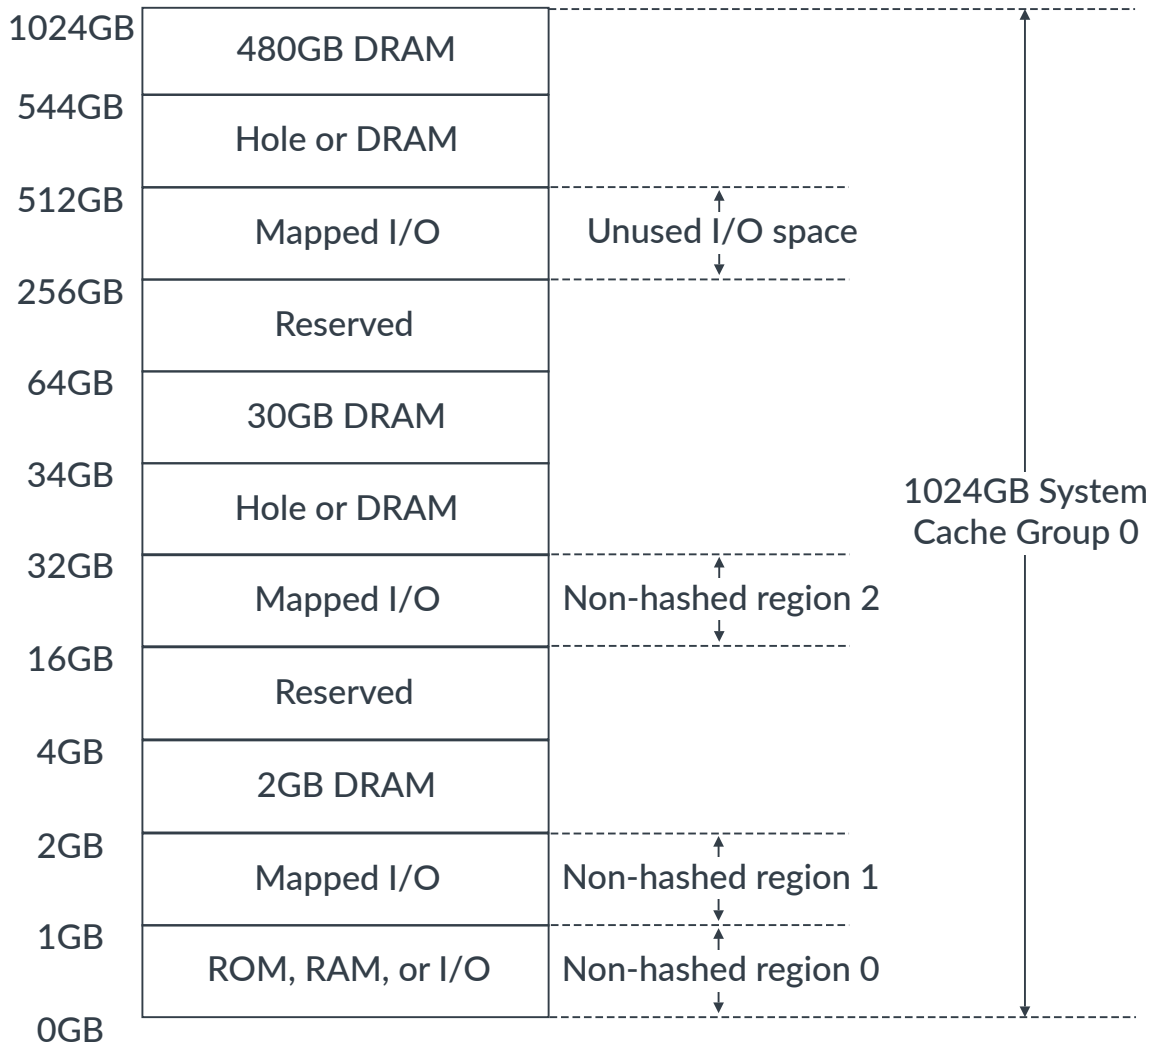 1024GB
480GB DRAM
544GB
Hole or DRAM
512GB
Mapped I/O
Unused I/O space
256GB
Reserved
64GB
30GB DRAM
34GB
1024GB System
Cache Group 0
Hole or DRAM
32GB
Mapped I/O
Non-hashed region 2
16GB
Reserved
4GB
2GB DRAM
2GB
Mapped I/O
Non-hashed region 1
1GB
ROM, RAM, or I/O
Non-hashed region 0
0GB